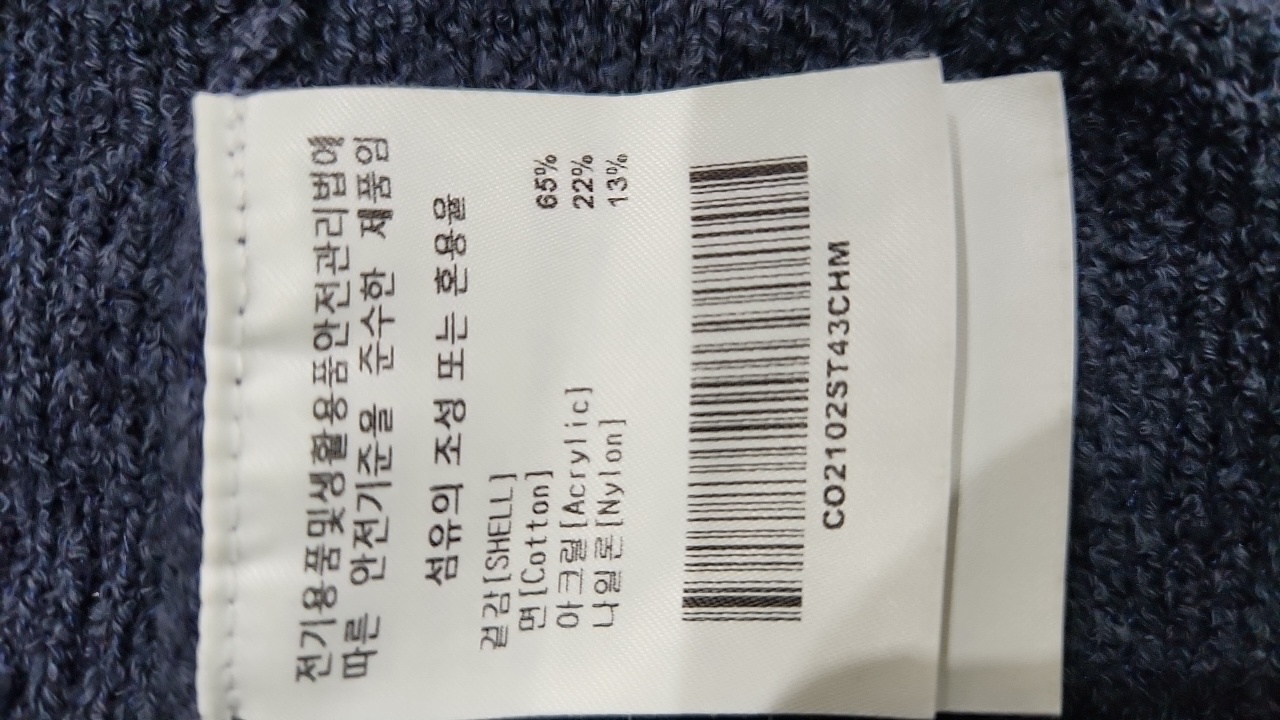 전기용품및생활용품안전관리법에
따른 안전기준을 준수한 제품임
섬유의 조성 또는 혼용율
겉감[SHELL]
면[Cotton] 65%
아크릴[Acrylic] 22%
나일론[Nylon] 13%
CO2102ST43CHM